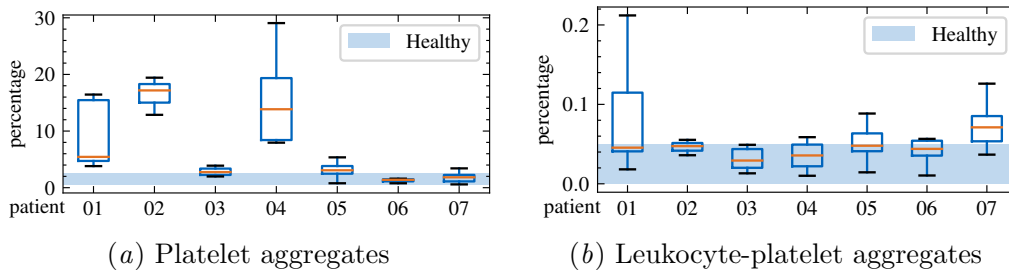 percentage
30
20
10
0
Healthy
patient 01 02 03 04 05 06 07
(a) Platelet aggregates
percentage
0.2
0.1
0.0
Healthy
patient 01 02 03 04 05 06 07
(b) Leukocyte-platelet aggregates